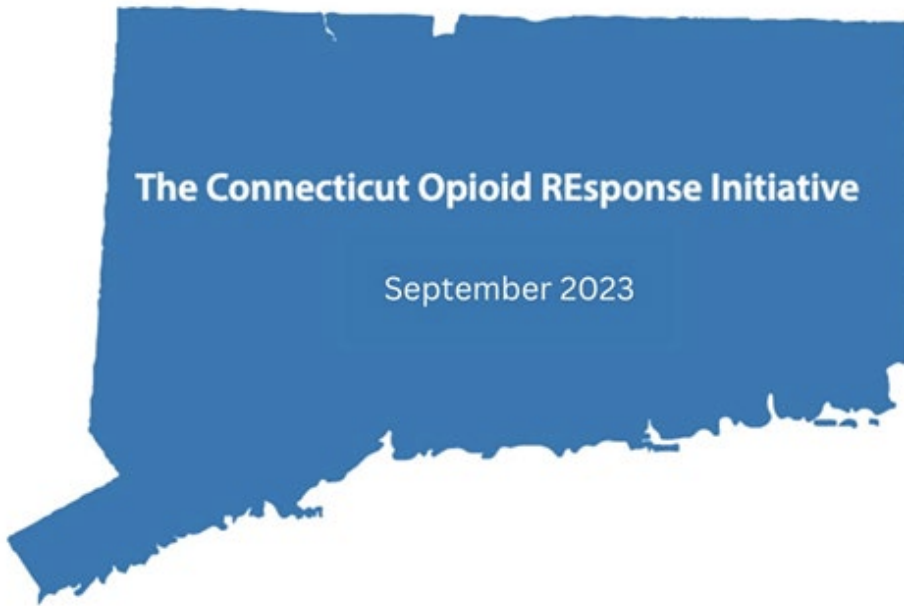 The Connecticut Opioid REsponse Initiative
September 2023